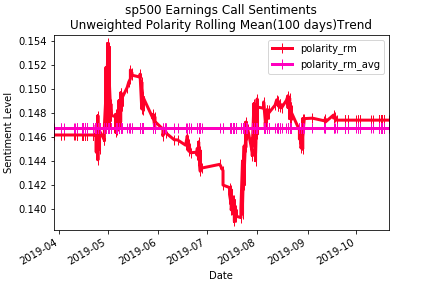 sp500 Earnings Call Sentiments
Unweighted Polarity Rolling Mean(100 days)Trend
polarity_rm
polarity_rm_avg
Sentiment Level
0.154
0.152
0.150
0.148
0.146
0.144
0.142
0.140
2019-04
2019-05
2019-06
2019-07
2019-08
2019-09
2019-10
Date